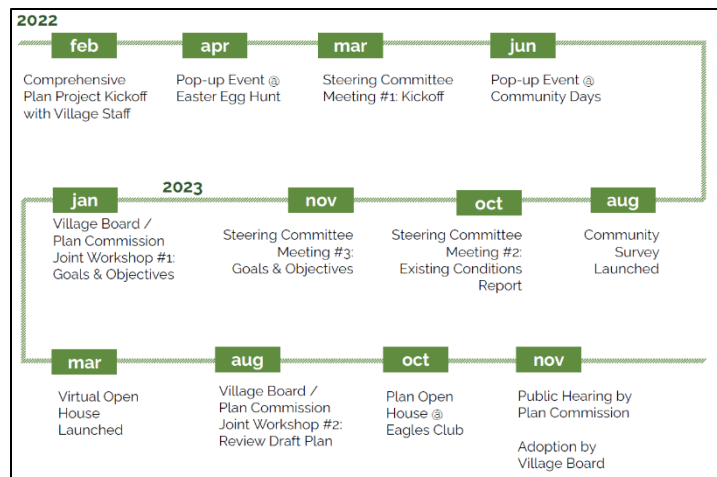 2022
feb
Comprehensive
Plan Project Kickoff
with Village Staff
apr
Pop-up Event @
Easter Egg Hunt
mar
Steering Committee
Meeting #1: Kickoff
jun
Pop-up Event @
Community Days
aug
Community
Survey
Launched
oct
Steering Committee
Meeting #2:
Existing Conditions
Report
nov
Steering Committee
Meeting #3:
Goals & Objectives
2023
jan
Village Board /
Plan Commission
Joint Workshop #1:
Goals & Objectives
mar
Virtual Open
House
Launched
aug
Village Board /
Plan Commission
Joint Workshop #2:
Review Draft Plan
oct
Plan Open
House @
Eagles Club
nov
Public Hearing by
Plan Commission
Adoption by
Village Board